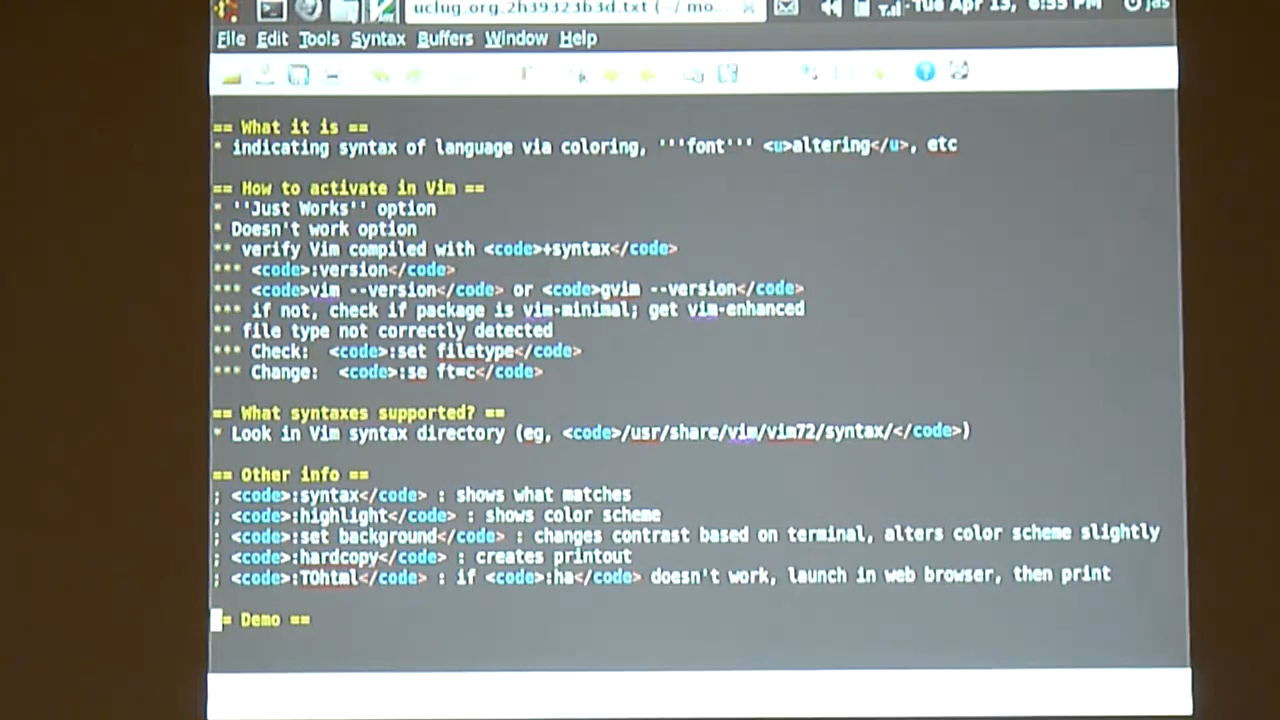 uclug.org.2h39323b3d.txt (~/ mo...
Tue Apr 13, 6:55 PM jas
File Edit Tools Syntax Buffers Window Help
== What it is ==
* indicating syntax of language via coloring, '''font''' <u>altering</u>, etc
== How to activate in Vim ==
* ''Just Works'' option
* Doesn't work option
** verify Vim compiled with <code>+syntax</code>
*** <code>:version</code>
*** <code>vim --version</code> or <code>gvim --version</code>
*** if not, check if package is vim-minimal; get vim-enhanced
** file type not correctly detected
*** Check:  <code>:set filetype</code>
*** Change:  <code>:se ft=c</code>
== What syntaxes supported? ==
* Look in Vim syntax directory (eg, <code>/usr/share/vim/vim72/syntax/</code>)
== Other info ==
; <code>:syntax</code> : shows what matches
; <code>:highlight</code> : shows color scheme
; <code>:set background</code> : changes contrast based on terminal, alters color scheme slightly
; <code>:hardcopy</code> : creates printout
; <code>:TOhtml</code> : if <code>:ha</code> doesn't work, launch in web browser, then print
== Demo ==